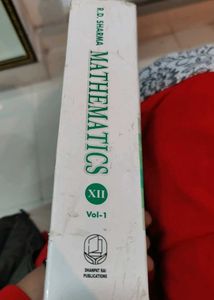 R.D. SHARMA
MATHEMATICS
XII
Vol-1
DHANPAT RAI
PUBLICATIONS